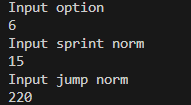 Input option
6
Input sprint norm
15
Input jump norm
220